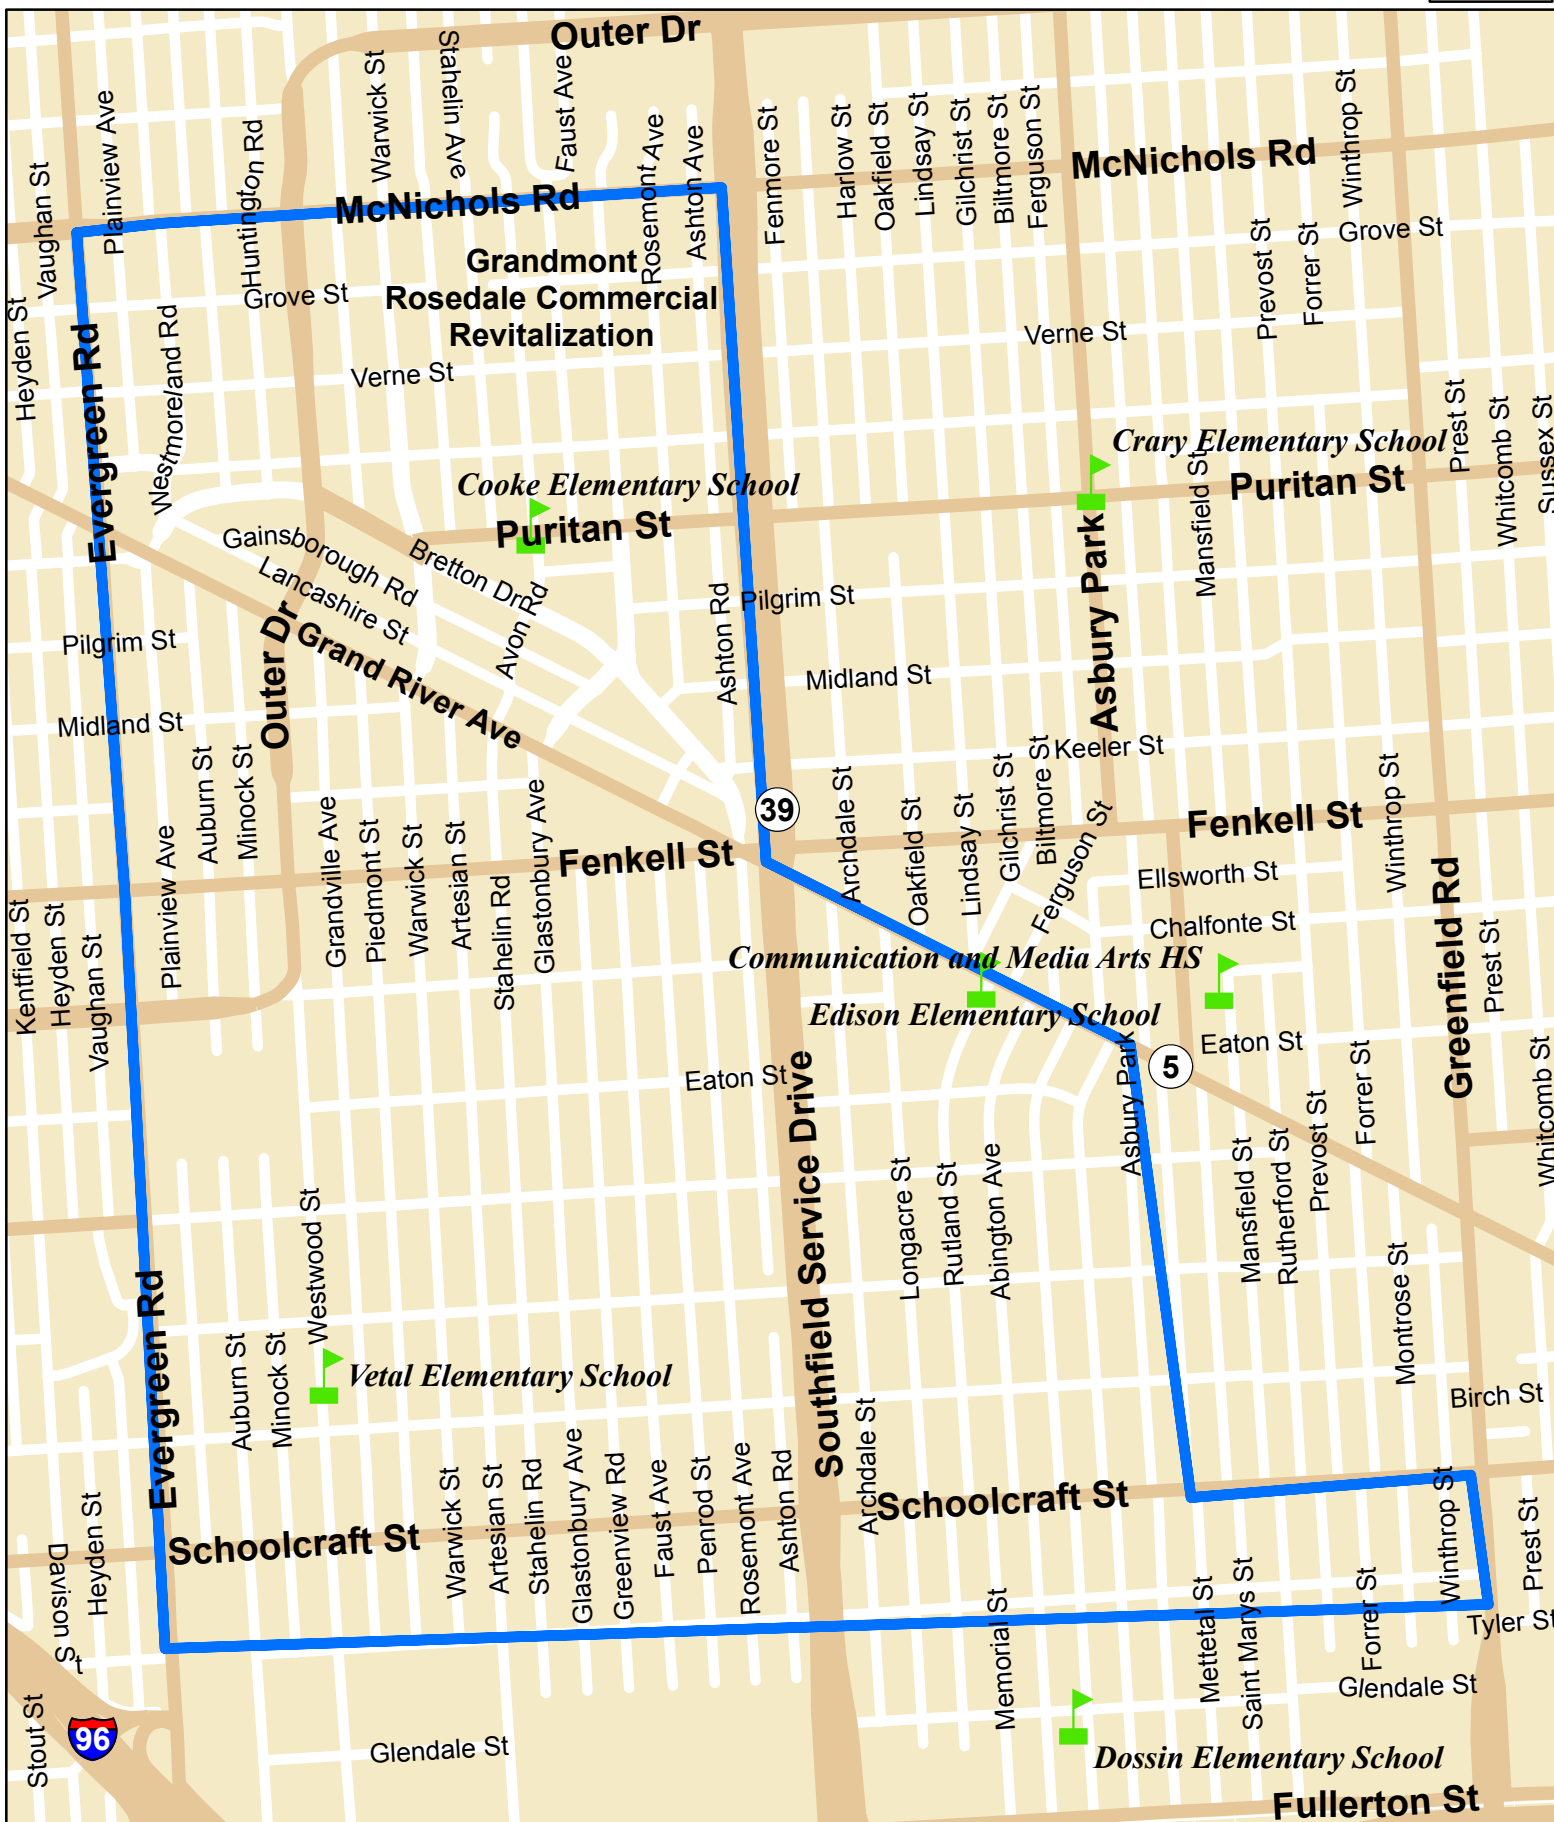 Outer Dr
Warwick St
Stahelin Ave
Faust Ave
Plainview Ave
Huntington Rd
Vaughan St
Rosemont Ave
Ashton Ave
Fenmore St
Harlow St
Oakfield St
Lindsay St
Gilchrist St
Biltmore St
Ferguson St
McNichols Rd
Winthrop St
McNichols Rd
Prevost St
Forrer St
Grove St
Heyden St
Evergreen Rd
Westmoreland Rd
Grove St
Grandmont
Rosedale Commercial
Revitalization
Verne St
Verne St
Prest St
Whitcomb St
Sussex St
Crary Elementary School
Puritan St
Mansfield St
Cooke Elementary School
Puritan St
Asbury Park
Gainsborough Rd
Lancashire St
Bretton Dr
Avon Rd
Ashton Rd
Pilgrim St
Pilgrim St
Outer Dr
Grand River Ave
Midland St
Midland St
Keeler St
Auburn St
Minock St
Plainview Ave
Grandville Ave
Piedmont St
Warwick St
Artesian St
Stahelin Rd
Glastonbury Ave
39
Fenkell St
Archdale St
Oakfield St
Lindsay St
Gilchrist St
Biltmore St
Ferguson St
Fenkell St
Winthrop St
Ellsworth St
Chalfonte St
Greenfield Rd
Prest St
Kentfield St
Heyden St
Vaughan St
Communication and Media Arts HS
Edison Elementary School
Eaton St
Eaton St
5
Asbury Park
Southfield Service Drive
Forrer St
Prevost St
Whitcomb St
Mansfield St
Rutherford St
Longacre St
Rutland St
Abington Ave
Westwood St
Montrose St
Evergreen Rd
Auburn St
Minock St
Vetal Elementary School
Birch St
Archdale St
Schoolcraft St
Schoolcraft St
Warwick St
Artesian St
Stahelin Rd
Glastonbury Ave
Greenview Rd
Faust Ave
Penrod St
Rosemont Ave
Ashton Rd
Winthrop St
Prest St
Davison St
Heyden St
Memorial St
Mettetal St
Saint Marys St
Forrer St
Tyler St
Glendale St
Stout St
96
Glendale St
Dossin Elementary School
Fullerton St